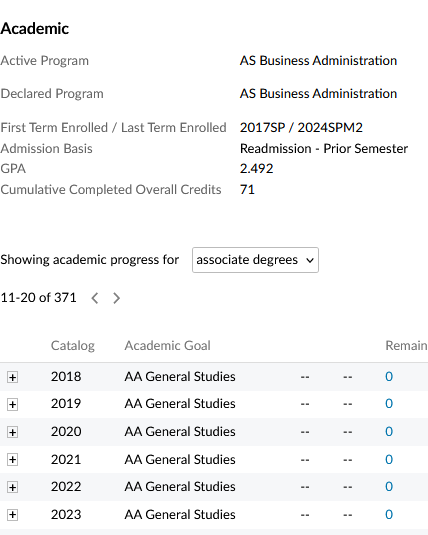 Academic
Active Program AS Business Administration
Declared Program AS Business Administration
First Term Enrolled / Last Term Enrolled 2017SP / 2024SPM2
Admission Basis Readmission - Prior Semester
GPA 2.492
Cumulative Completed Overall Credits 71
Showing academic progress for associate degrees
11-20 of 371
Catalog Academic Goal Remain
2018 AA General Studies -- -- 0
2019 AA General Studies -- -- 0
2020 AA General Studies -- -- 0
2021 AA General Studies -- -- 0
2022 AA General Studies -- -- 0
2023 AA General Studies -- -- 0